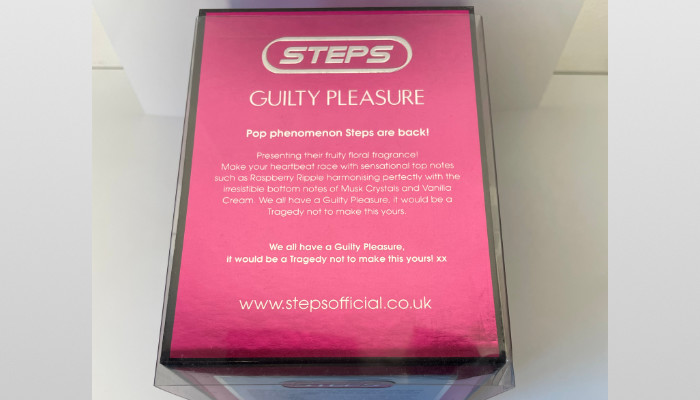 STEPS
GUILTY PLEASURE
Pop phenomenon Steps are back!
Presenting their fruity floral fragrance!
Make your heartbeat race with sensational top notes
such as Raspberry Ripple harmonising perfectly with the
irresistible bottom notes of Musk Crystals and Vanilla
Cream. We all have a Guilty Pleasure, it would be a
Tragedy not to make this yours.
We all have a Guilty Pleasure,
it would be a Tragedy not to make this yours! xx
www.stepsofficial.co.uk
STEPS